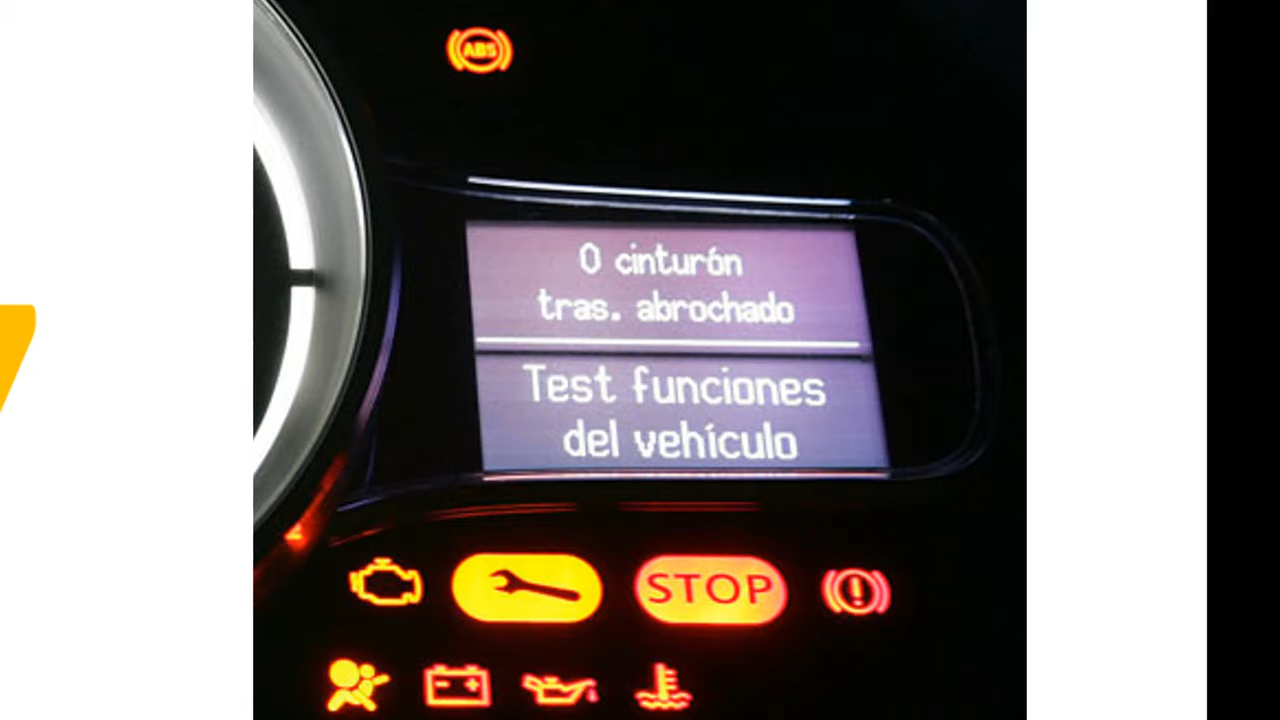 ABS
0 cinturón
tras. abrochado
Test funciones
del vehículo
STOP